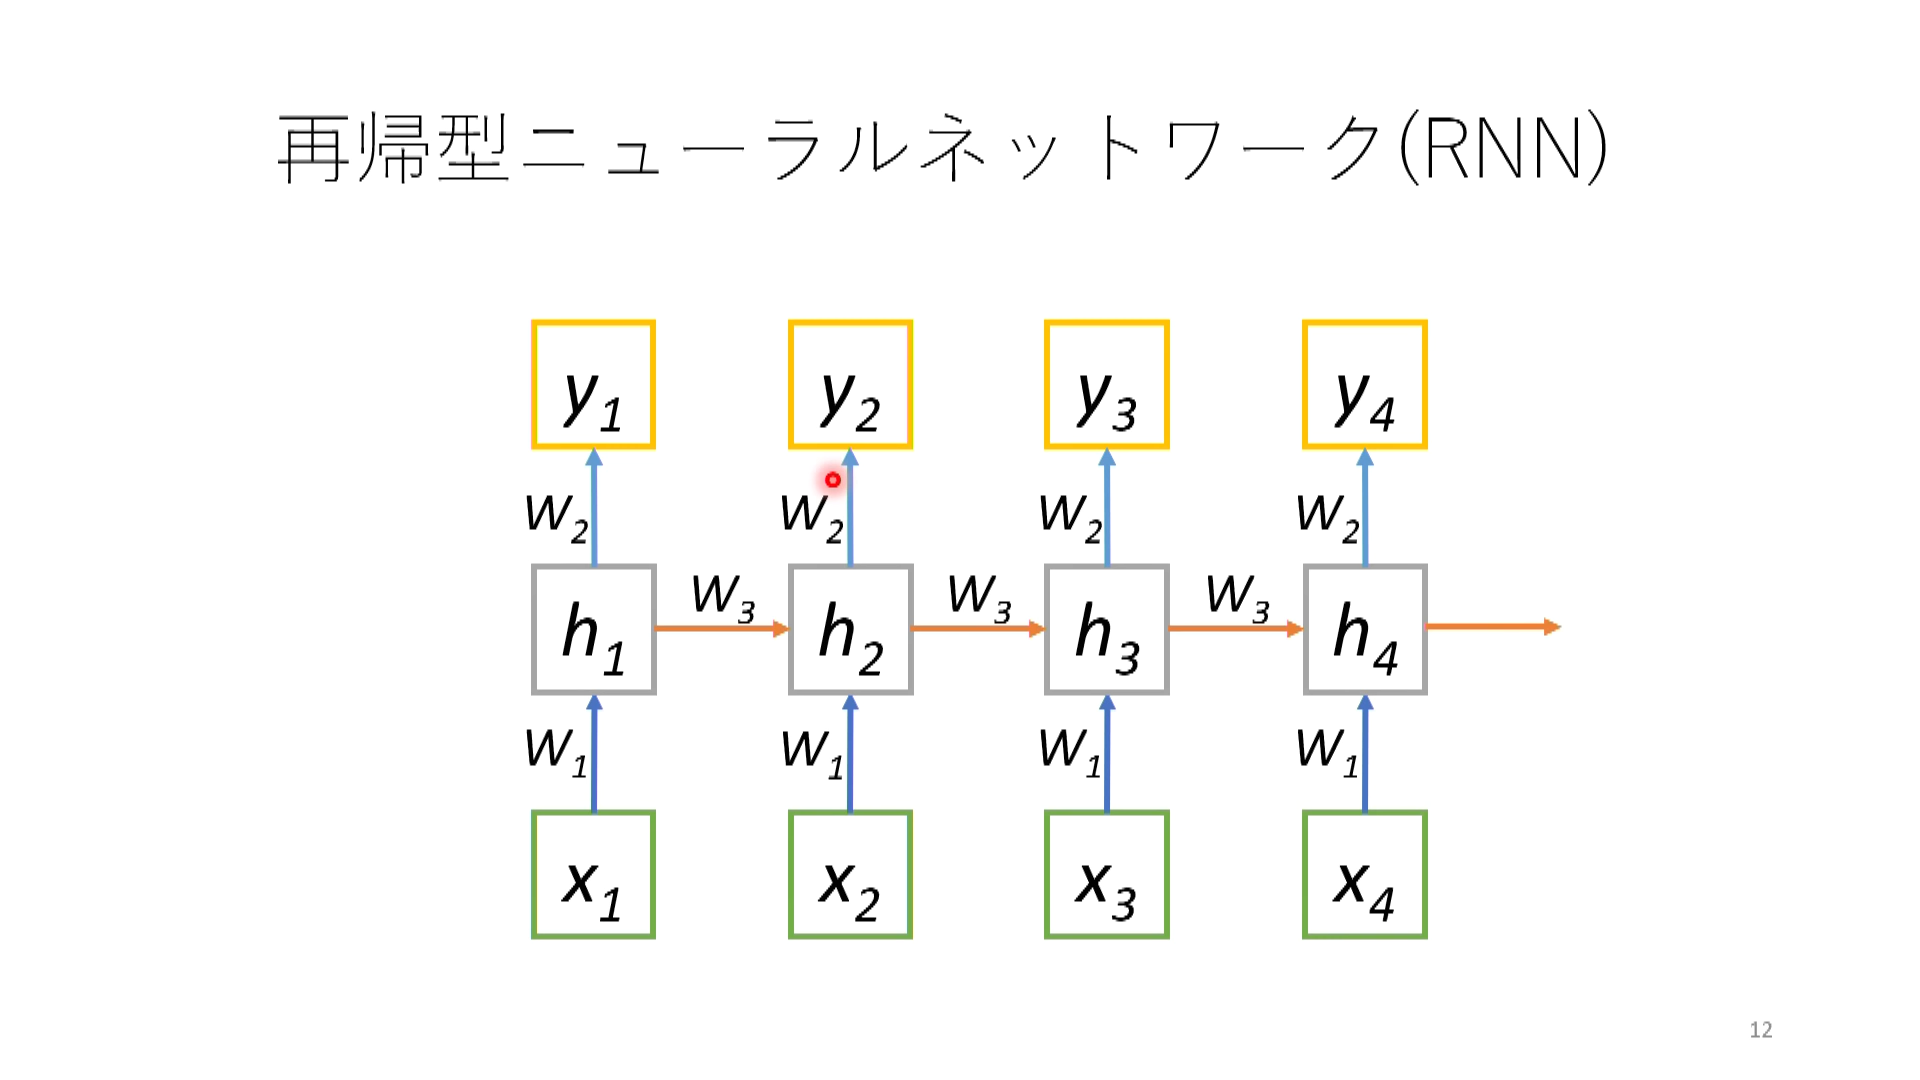 再帰型ニューラルネットワーク(RNN)
y1 y2 y3 y4
W2 W2 W2 W2
h1 W3 h2 W3 h3 W3 h4
W1 W1 W1 W1
x1 x2 x3 x4
12